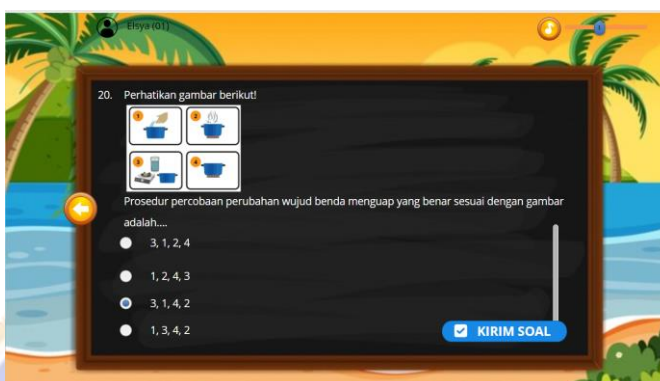 Elsya (01)
20. Perhatikan gambar berikut!
1 2
3 4
Prosedur percobaan perubahan wujud benda menguap yang benar sesuai dengan gambar
adalah....
3, 1, 2, 4
1, 2, 4, 3
3, 1, 4, 2
1, 3, 4, 2
KIRIM SOAL